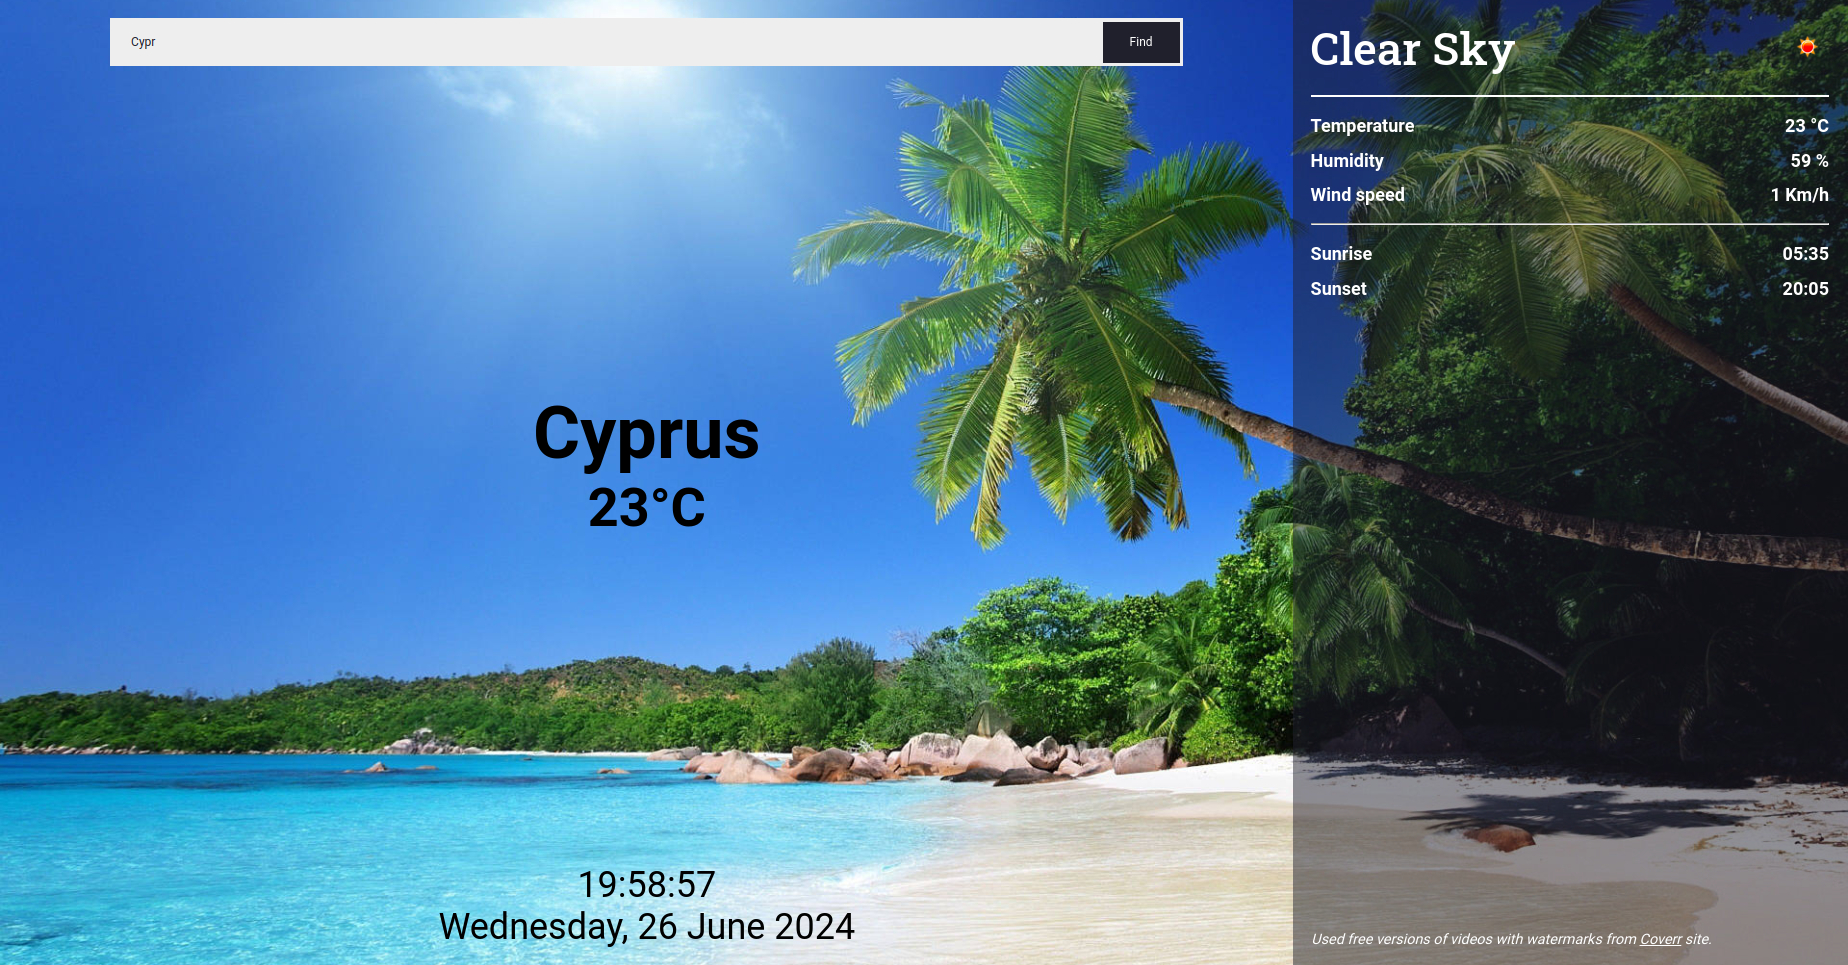 Cypr
Find
Cyprus
23°C
19:58:57
Wednesday, 26 June 2024
Clear Sky
Temperature 23 °C
Humidity 59 %
Wind speed 1 Km/h
Sunrise 05:35
Sunset 20:05
Used free versions of videos with watermarks from Coverr site.